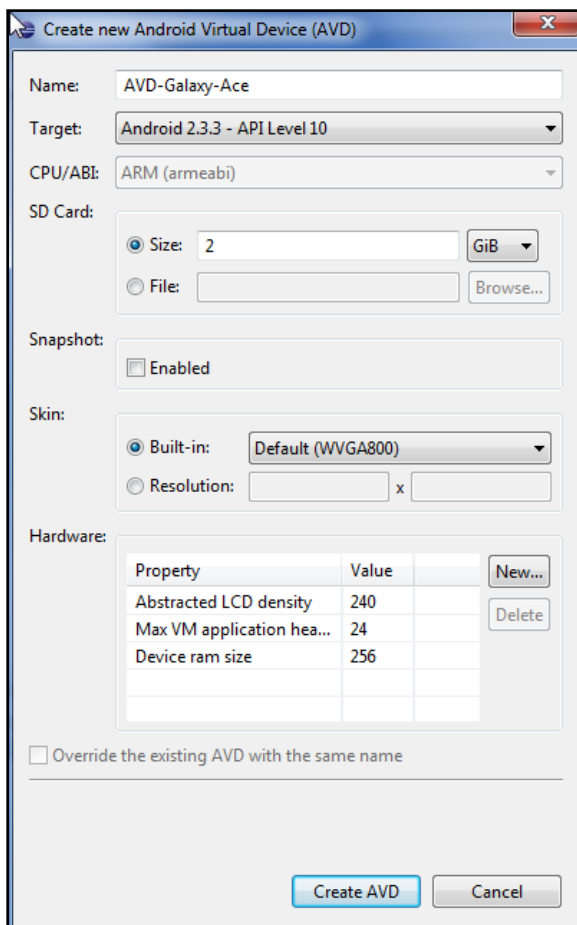 Create new Android Virtual Device (AVD)
Name: AVD-Galaxy-Ace
Target: Android 2.3.3 - API Level 10
CPU/ABI: ARM (armeabi)
SD Card:
Size: 2 GiB
File: Browse...
Snapshot:
Enabled
Skin:
Built-in: Default (WVGA800)
Resolution: x
Hardware:
Property Value New...
Abstracted LCD density 240 Delete
Max VM application hea... 24
Device ram size 256
Override the existing AVD with the same name
Create AVD Cancel